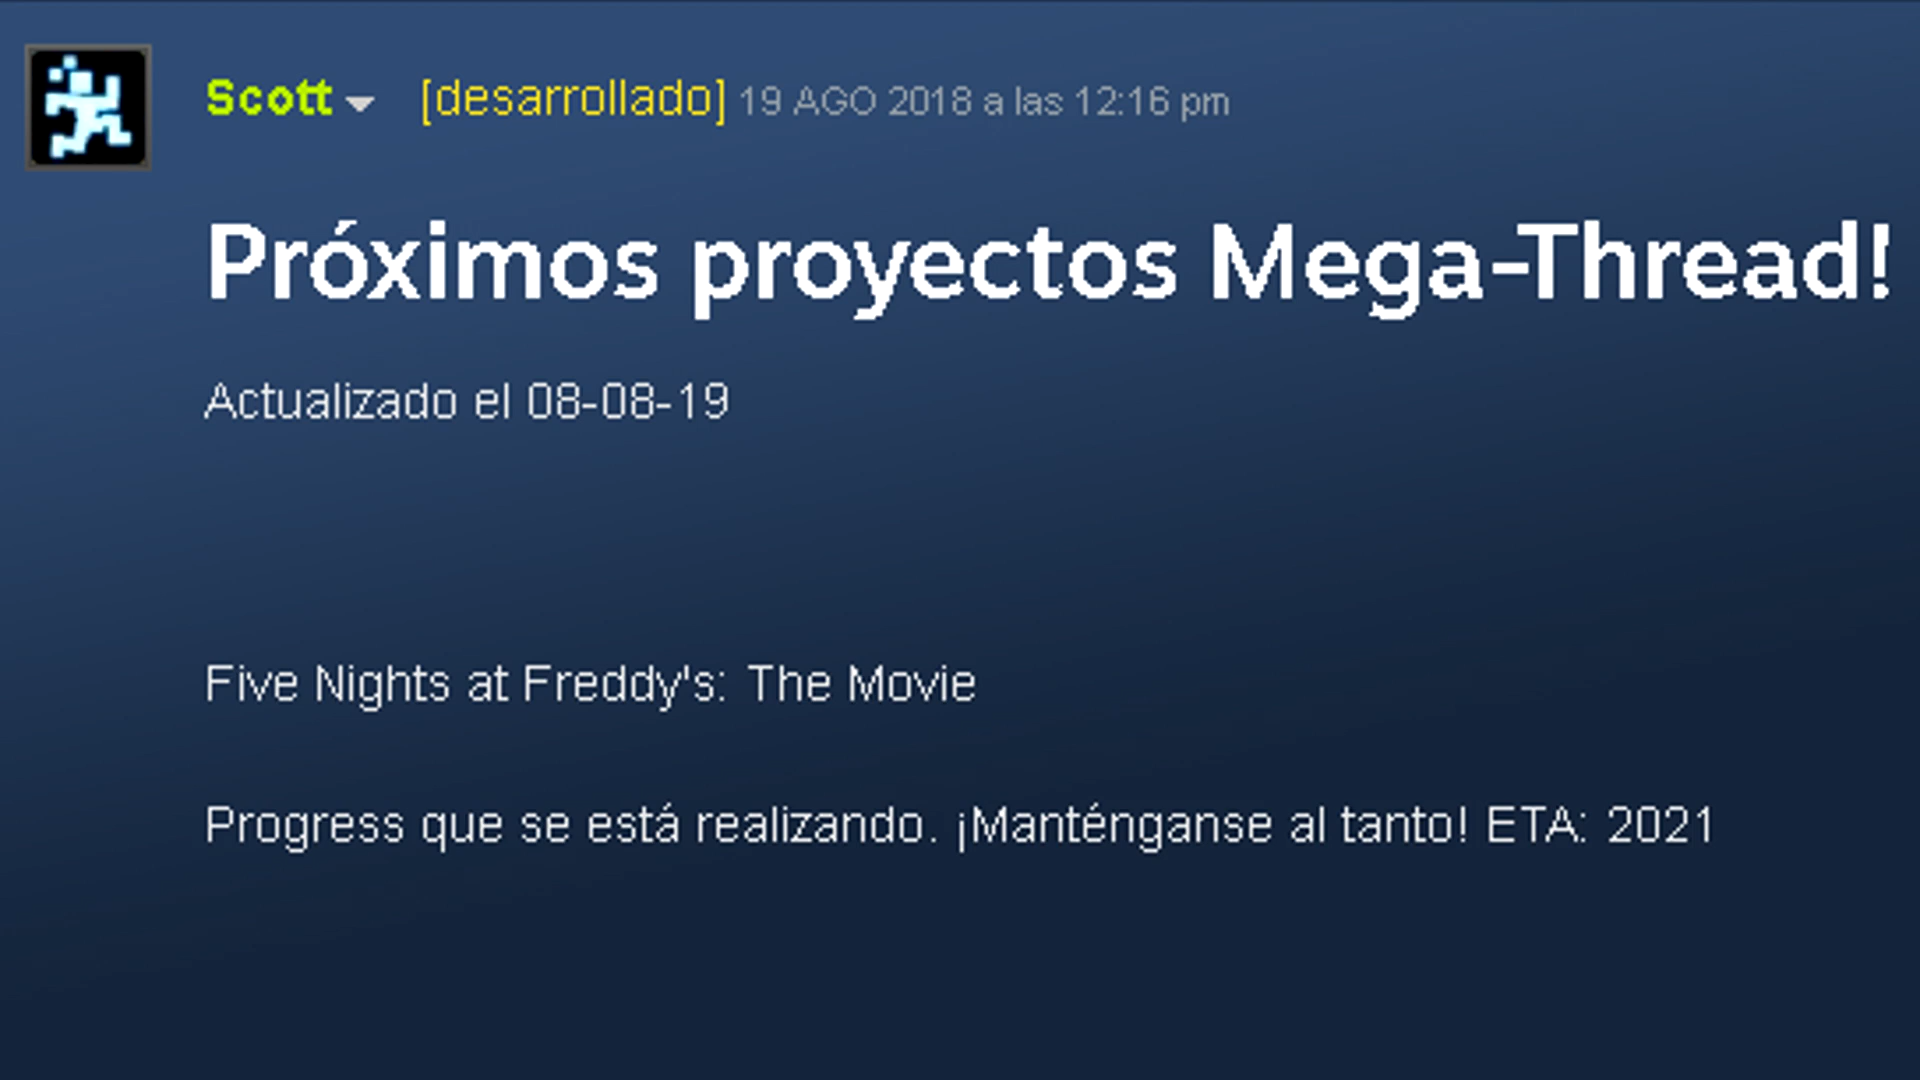 Scott [desarrollado] 19 AGO 2018 a las 12:16 pm
Próximos proyectos Mega-Thread!
Actualizado el 08-08-19
Five Nights at Freddy's: The Movie
Progress que se está realizando. ¡Manténganse al tanto! ETA: 2021